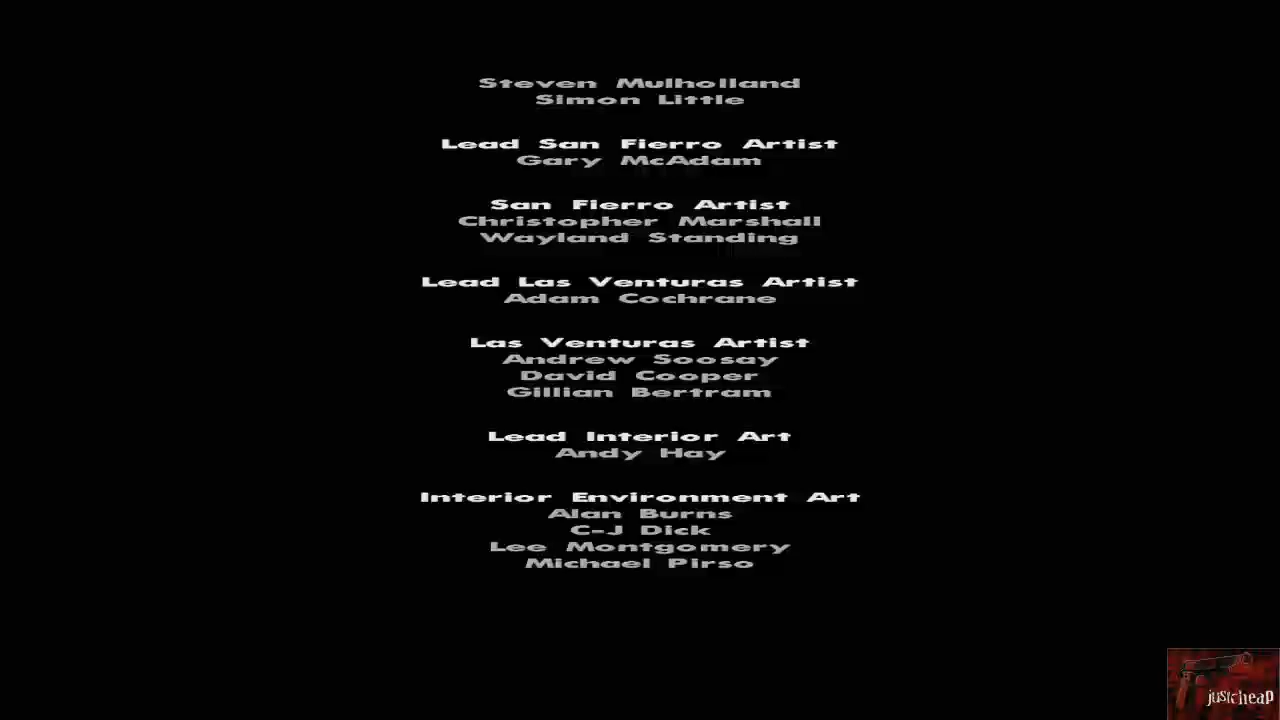 Steven Mulholland
Simon Little
Lead San Fierro Artist
Gary McAdam
San Fierro Artist
Christopher Marshall
Wayland Standing
Lead Las Venturas Artist
Adam Cochrane
Las Venturas Artist
Andrew Soosay
David Cooper
Gillian Bertram
Lead Interior Art
Andy Hay
Interior Environment Art
Alan Burns
C-J Dick
Lee Montgomery
Michael Pirso
justcheap